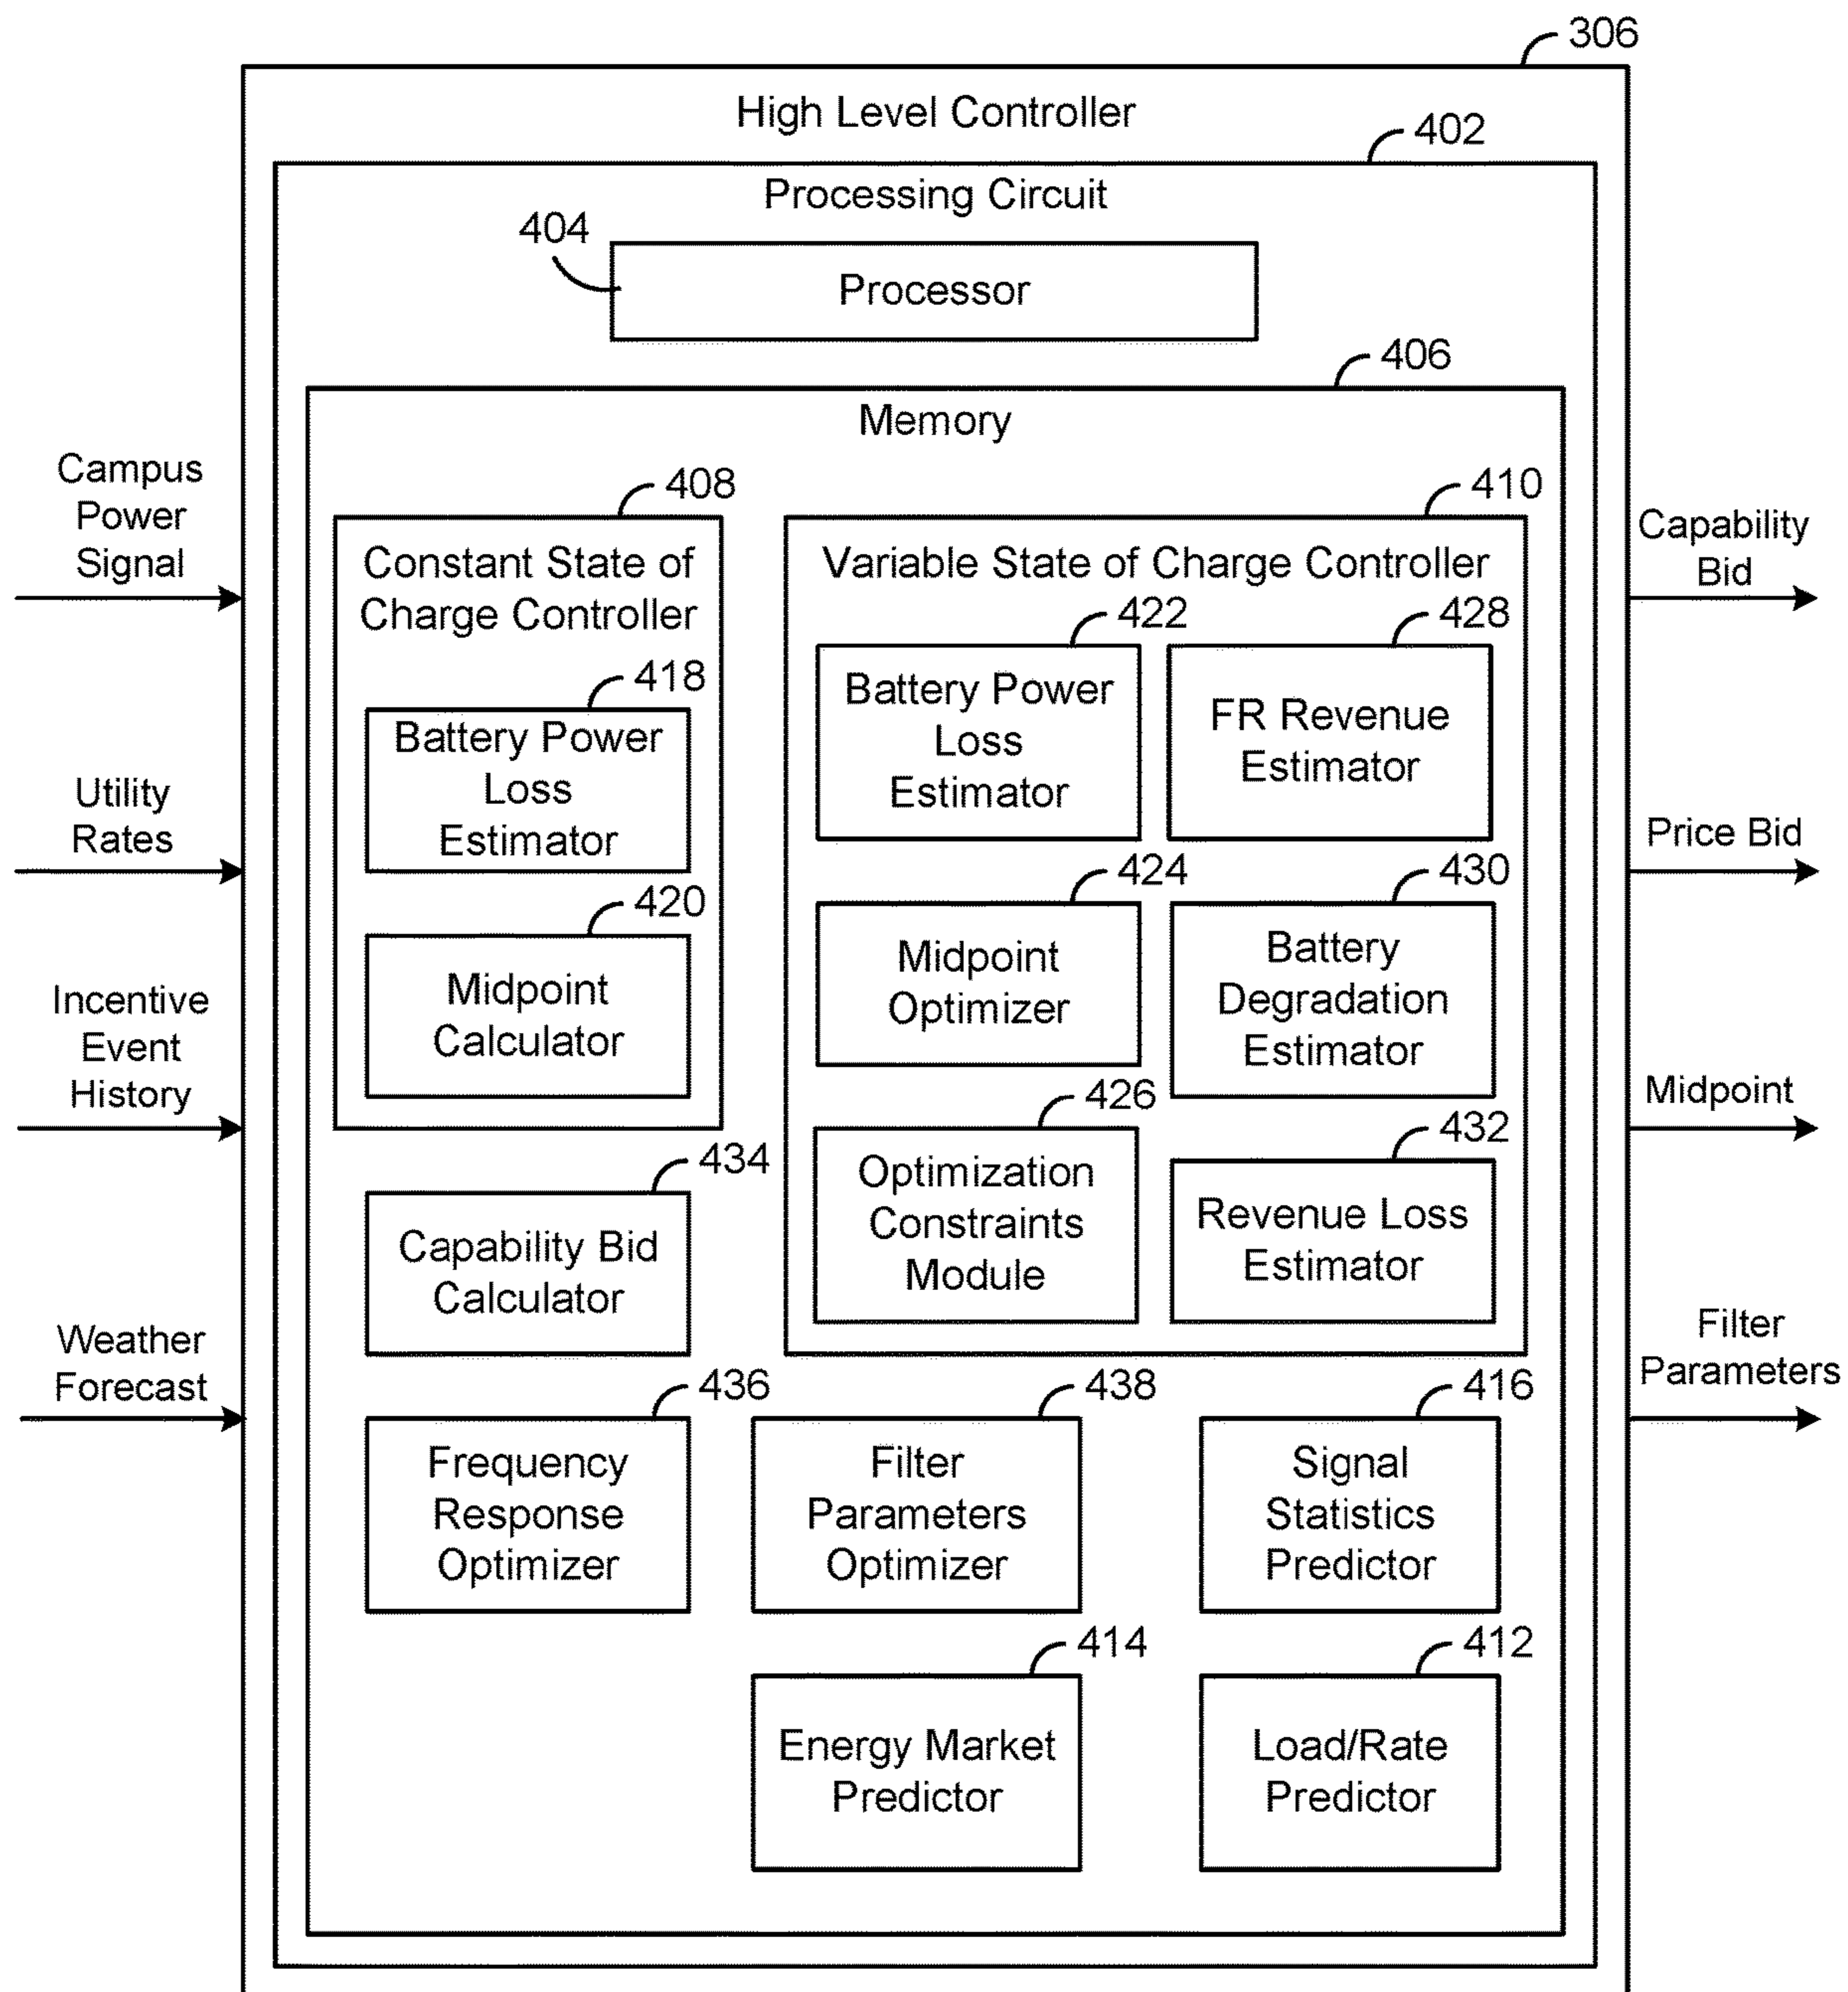 306
High Level Controller
402
Processing Circuit
404
Processor
406
Memory
Campus
Power
Signal
Utility
Rates
Incentive
Event
History
Weather
Forecast
408
Constant State of
Charge Controller
418
Battery Power
Loss
Estimator
420
Midpoint
Calculator
410
Variable State of Charge Controller
422
Battery Power
Loss
Estimator
428
FR Revenue
Estimator
424
Midpoint
Optimizer
430
Battery
Degradation
Estimator
426
Optimization
Constraints
Module
432
Revenue Loss
Estimator
434
Capability Bid
Calculator
436
Frequency
Response
Optimizer
438
Filter
Parameters
Optimizer
416
Signal
Statistics
Predictor
414
Energy Market
Predictor
412
Load/Rate
Predictor
Capability
Bid
Price Bid
Midpoint
Filter
Parameters